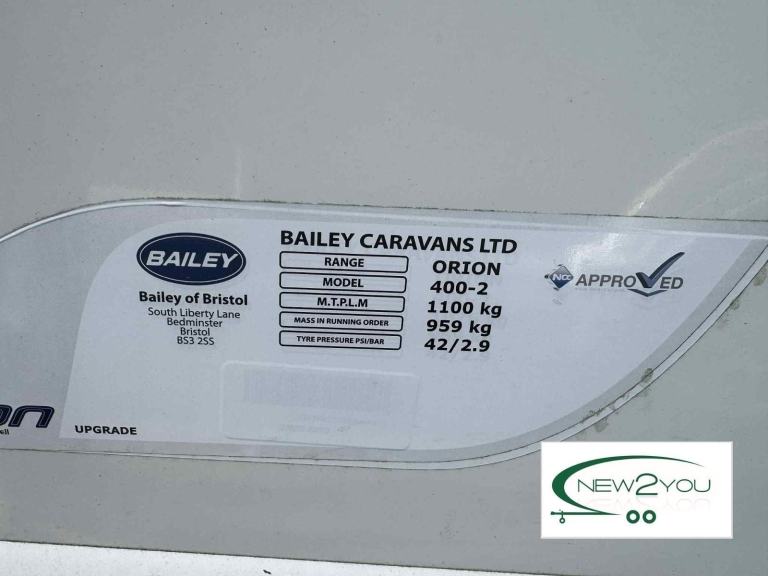 BAILEY
Bailey of Bristol
South Liberty Lane
Bedminster
Bristol
BS3 2SS
BAILEY CARAVANS LTD
RANGE ORION
MODEL 400-2
M.T.P.L.M 1100 kg
MASS IN RUNNING ORDER 959 kg
TYRE PRESSURE PSI/BAR 42/2.9
NCC APPROVED
UPGRADE
NEW2YOU